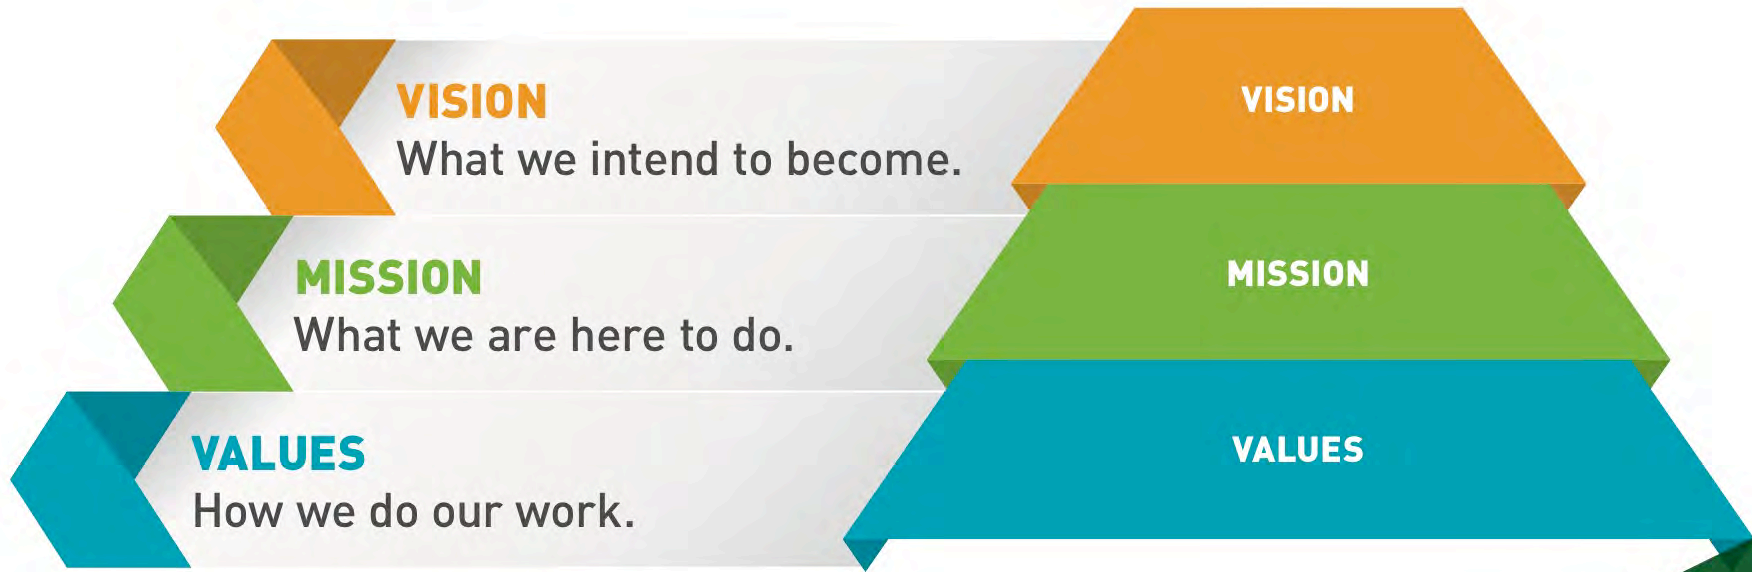 VISION
What we intend to become.
VISION
MISSION
What we are here to do.
MISSION
VALUES
How we do our work.
VALUES